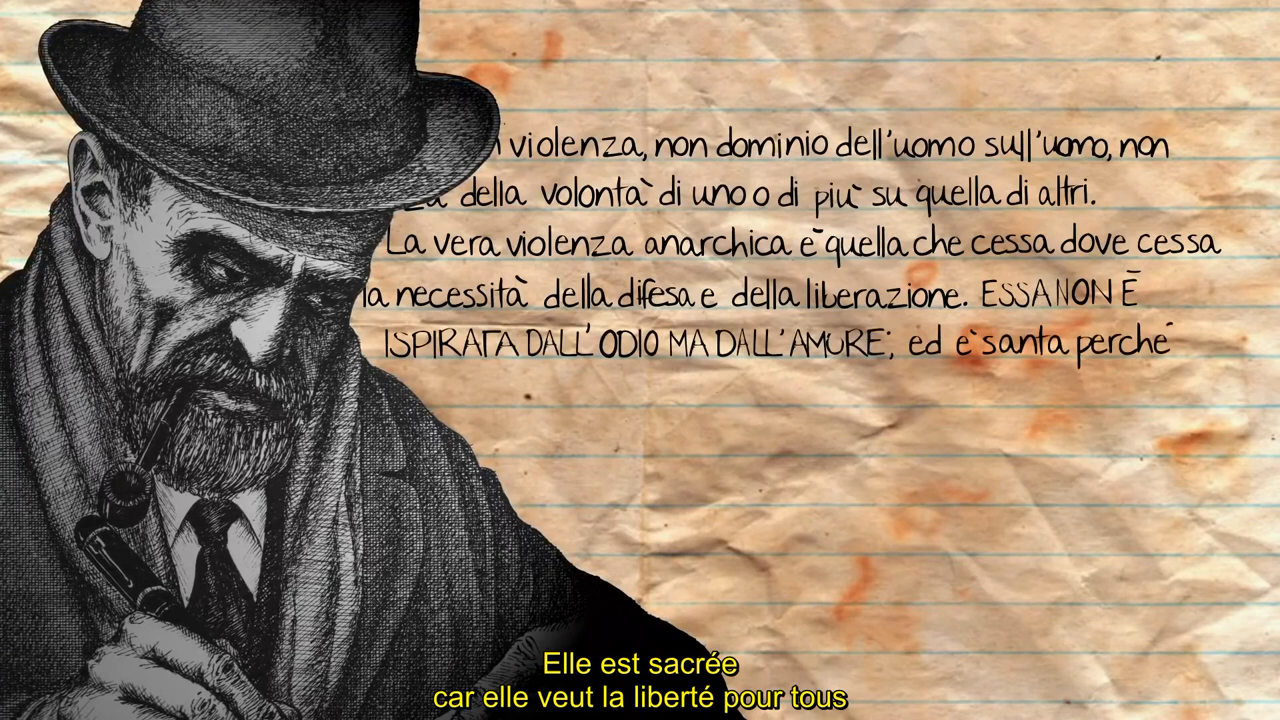 violenza, non dominio dell'uomo sull'uomo, non
della volontà di uno o di più su quella di altri.
La vera violenza anarchica è quella che cessa dove cessa
la necessità della difesa e della liberazione. ESSA NON Ē
ISPIRATA DALL'ODIO MA DALL'AMURE; ed è santa perché
Elle est sacrée
car elle veut la liberté pour tous